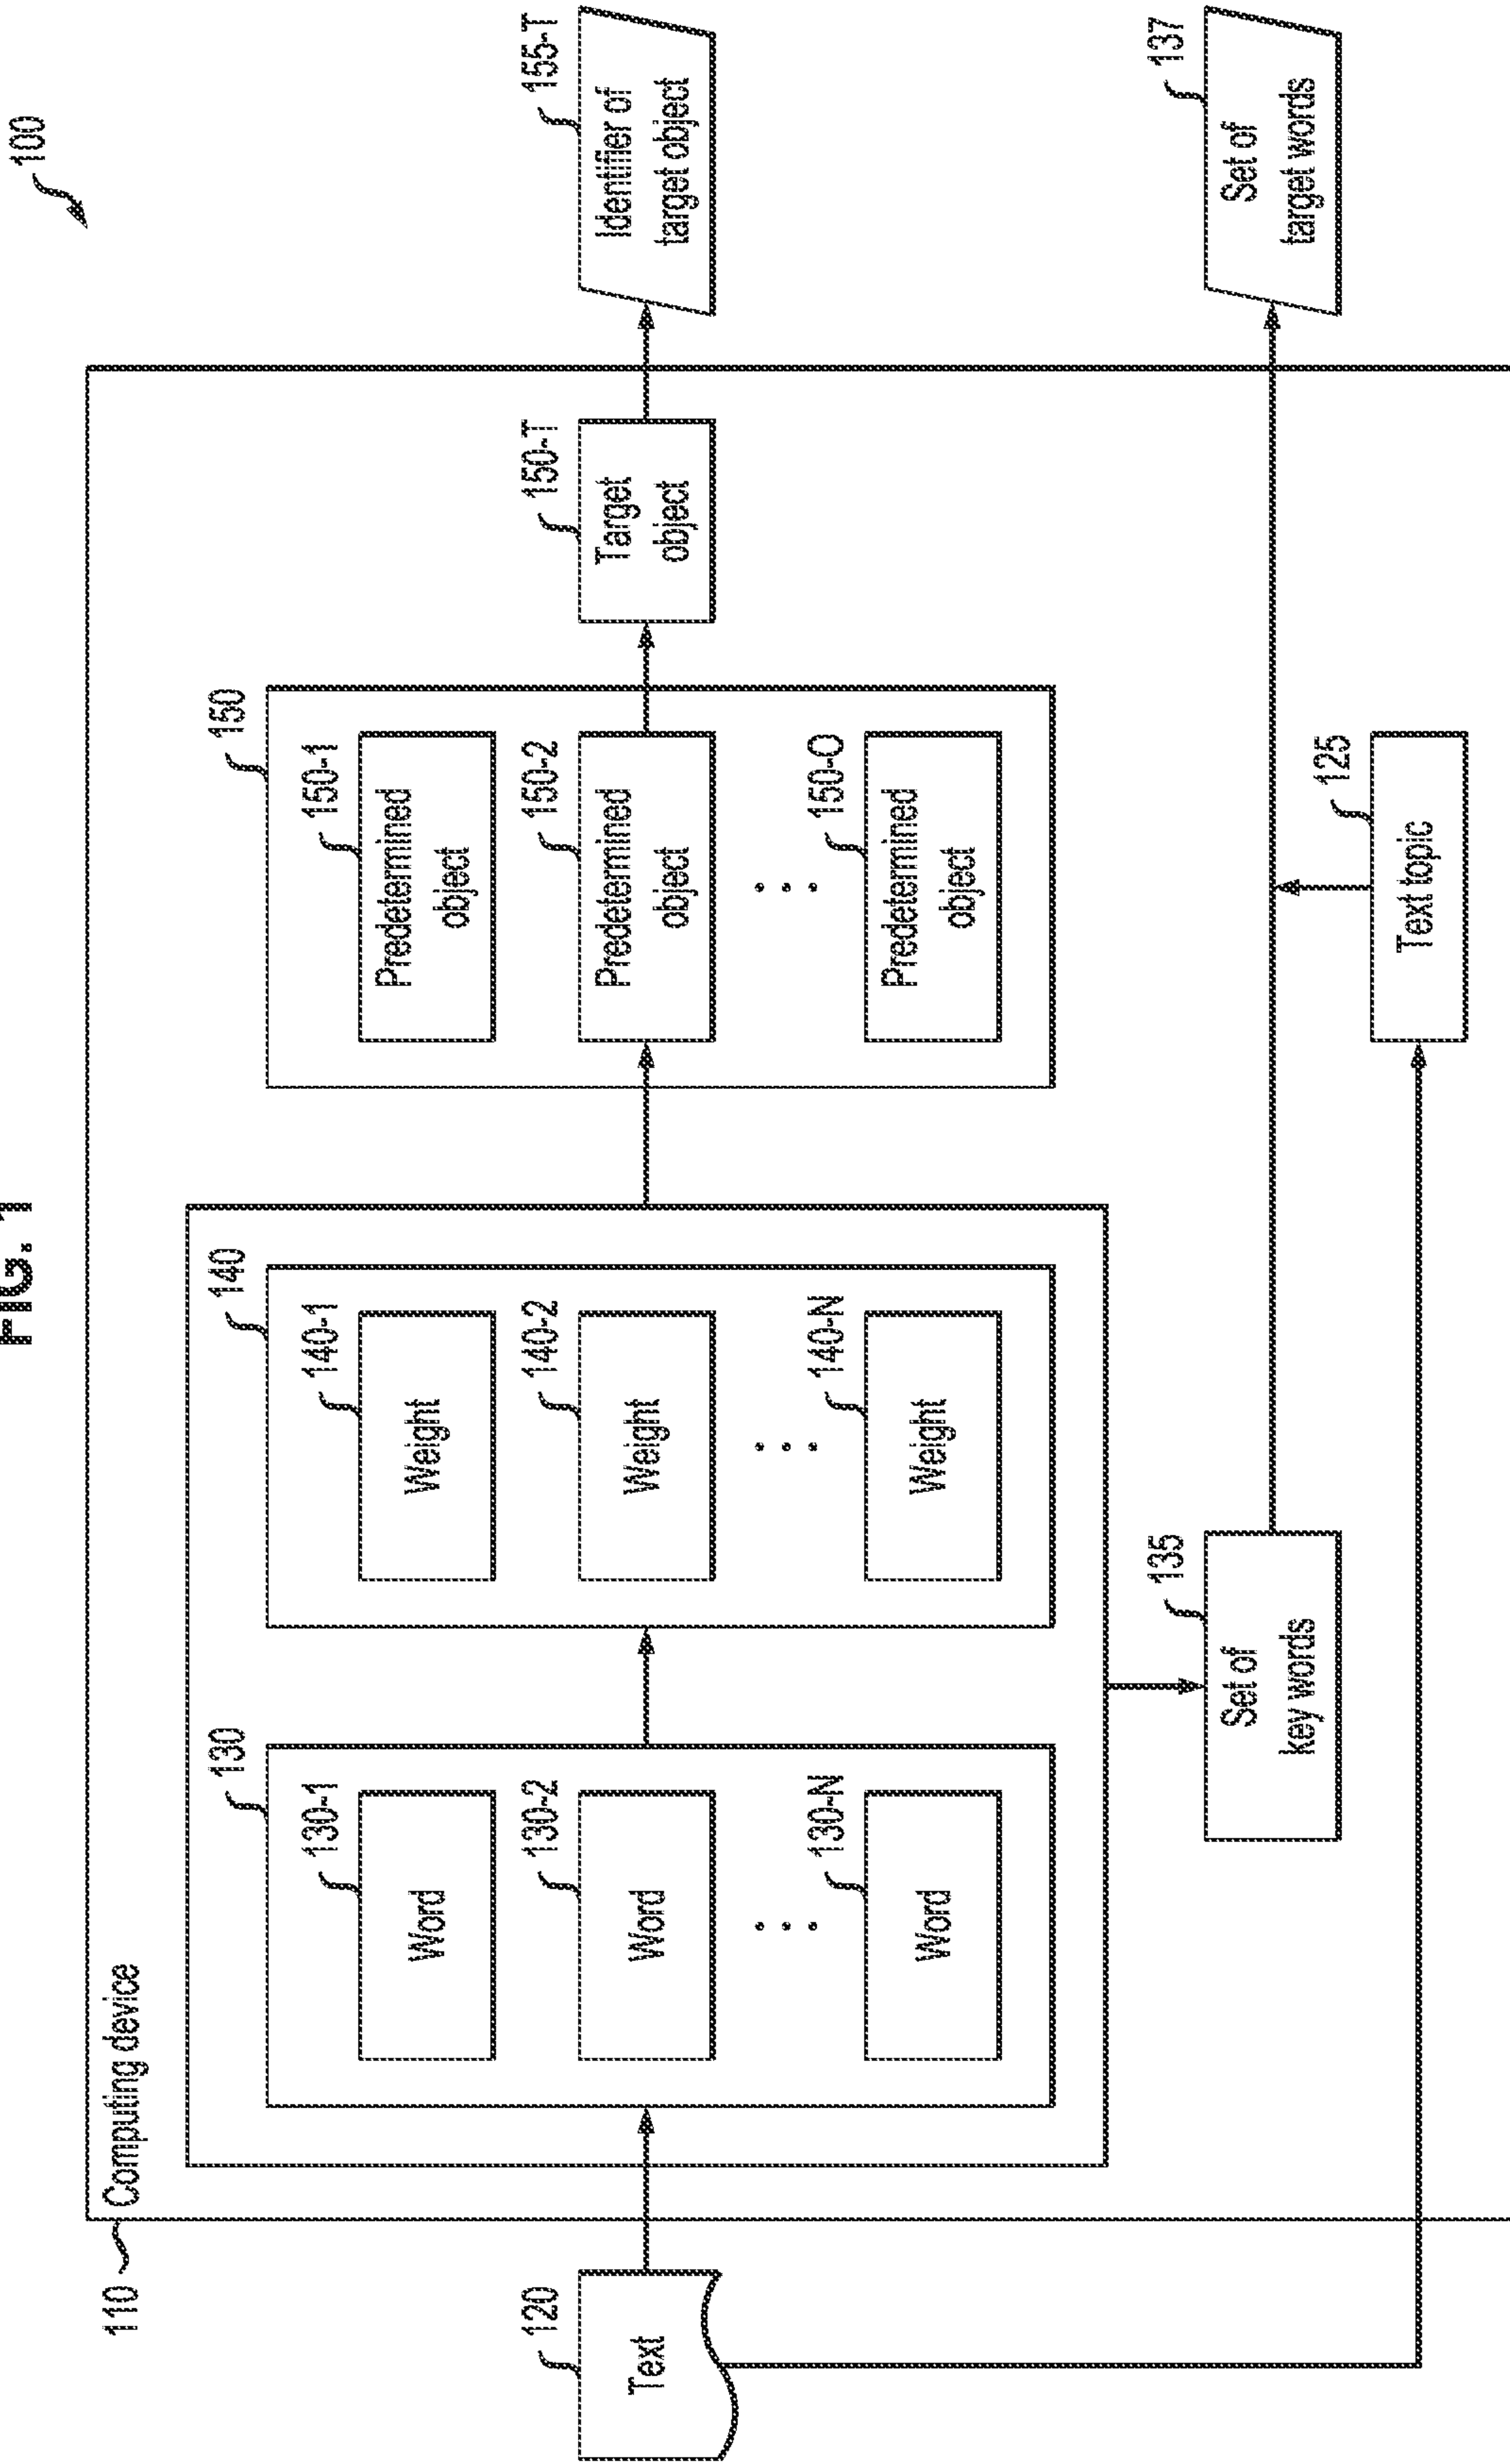 FIG. 1
100
110
Computing device
120
Text
130
130-1
Word
130-2
Word
. . .
130-N
Word
140
140-1
Weight
140-2
Weight
. . .
140-N
Weight
150
150-1
Predetermined
object
150-2
Predetermined
object
. . .
150-O
Predetermined
object
150-T
Target
object
155-T
Identifier of
target object
135
Set of
key words
125
Text topic
137
Set of
target words